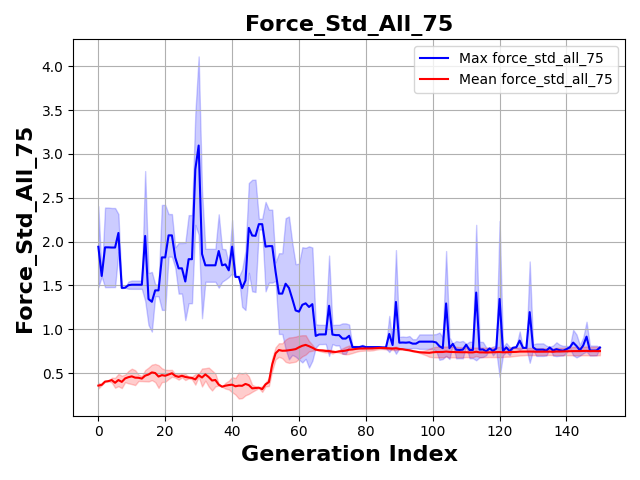 Force_Std_All_75
Max force_std_all_75
Mean force_std_all_75
Force_Std_All_75
4.0
3.5
3.0
2.5
2.0
1.5
1.0
0.5
0 20 40 60 80 100 120 140
Generation Index